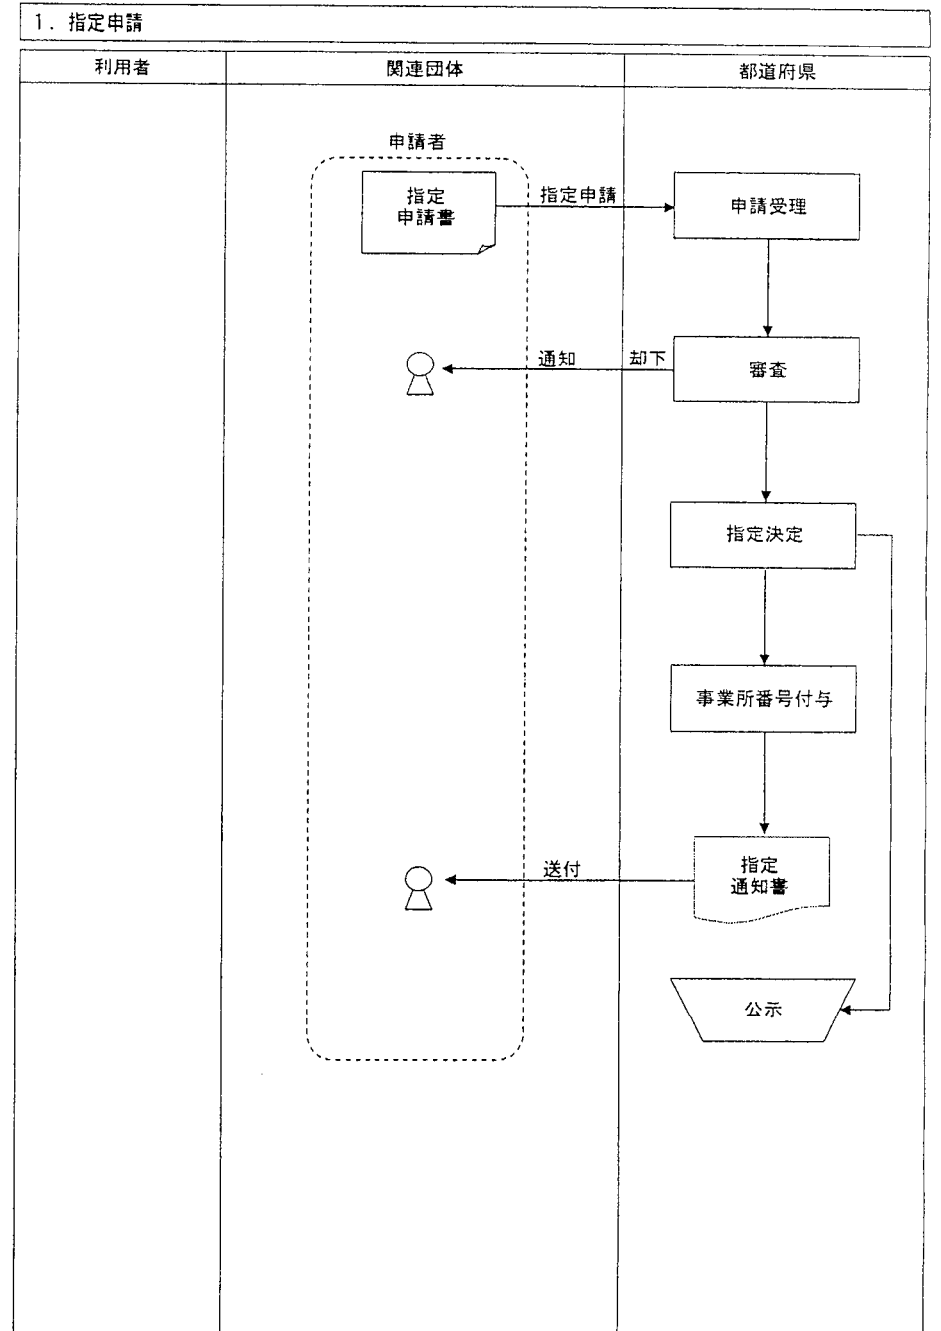 1. 指定申請
利用者
関連団体
都道府県
申請者
指定
申請書
指定申請
申請受理
通知
却下
審査
指定決定
事業所番号付与
送付
指定
通知書
公示